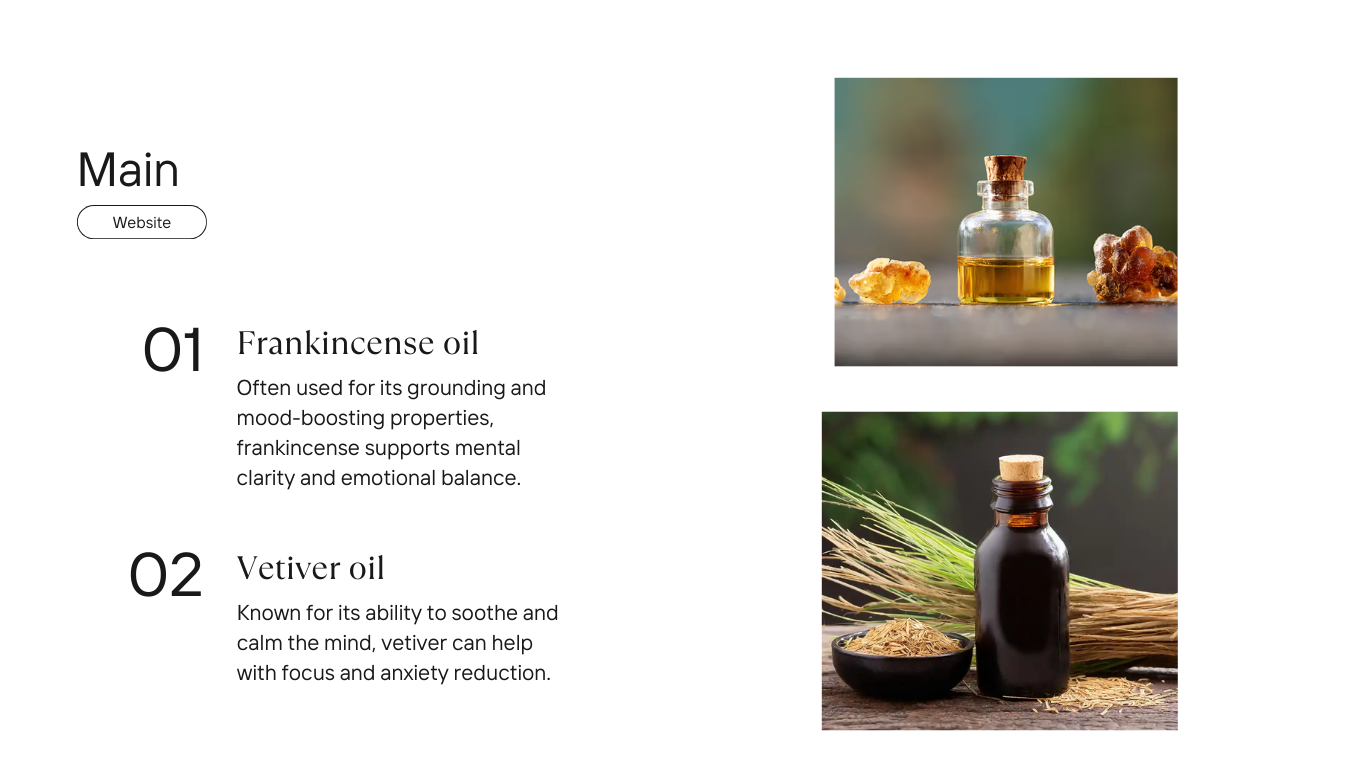 Main
Website
01
Frankincense oil
Often used for its grounding and
mood-boosting properties,
frankincense supports mental
clarity and emotional balance.
02
Vetiver oil
Known for its ability to soothe and
calm the mind, vetiver can help
with focus and anxiety reduction.